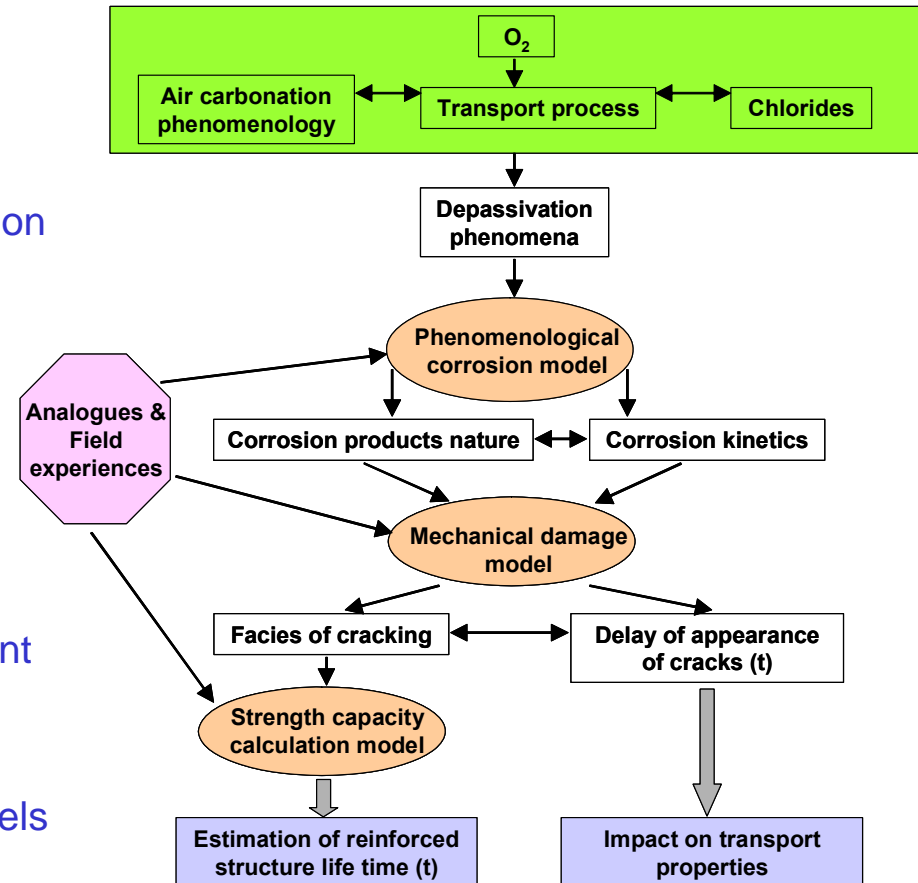 O₂
Air carbonation
phenomenology
Transport process
Chlorides
Depassivation
phenomena
on
Phenomenological
corrosion model
Analogues &
Field
experiences
Corrosion products nature
Corrosion kinetics
Mechanical damage
model
Facies of cracking
Delay of appearance
of cracks (t)
nt
Strength capacity
calculation model
els
Estimation of reinforced
structure life time (t)
Impact on transport
properties